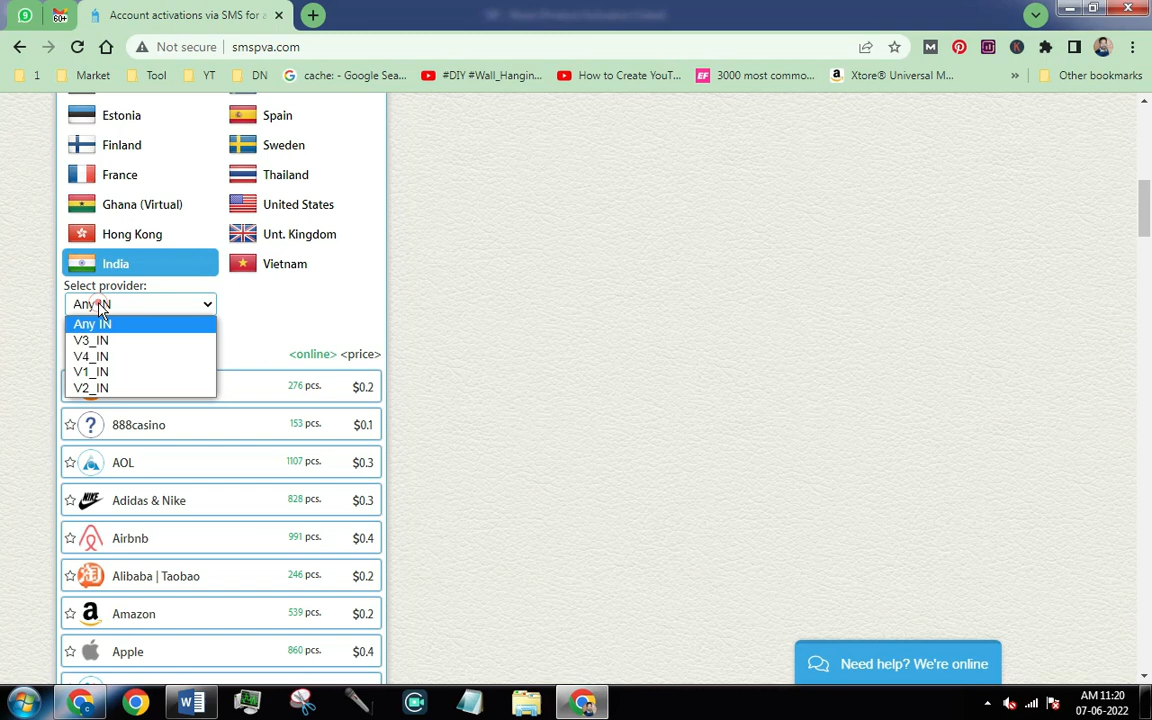 60+
Account activations via SMS for a
Not secure
smspva.com
1
Market
Tool
YT
DN
cache: - Google Sea...
#DIY #Wall_Hangin...
How to Create YouT...
EF
3000 most commo...
Xtore® Universal M...
»
Other bookmarks
Estonia
Spain
Finland
Sweden
France
Thailand
Ghana (Virtual)
United States
Hong Kong
Unt. Kingdom
India
Vietnam
Select provider:
Any IN
Any IN
V3_IN
V4_IN
V1_IN
V2_IN
<online> <price>
276 pcs. $0.2
888casino 153 pcs. $0.1
AOL 1107 pcs. $0.3
Adidas & Nike 828 pcs. $0.3
Airbnb 991 pcs. $0.4
Alibaba | Taobao 246 pcs. $0.2
Amazon 539 pcs. $0.2
Apple 860 pcs. $0.4
Need help? We're online
AM 11:20
07-06-2022